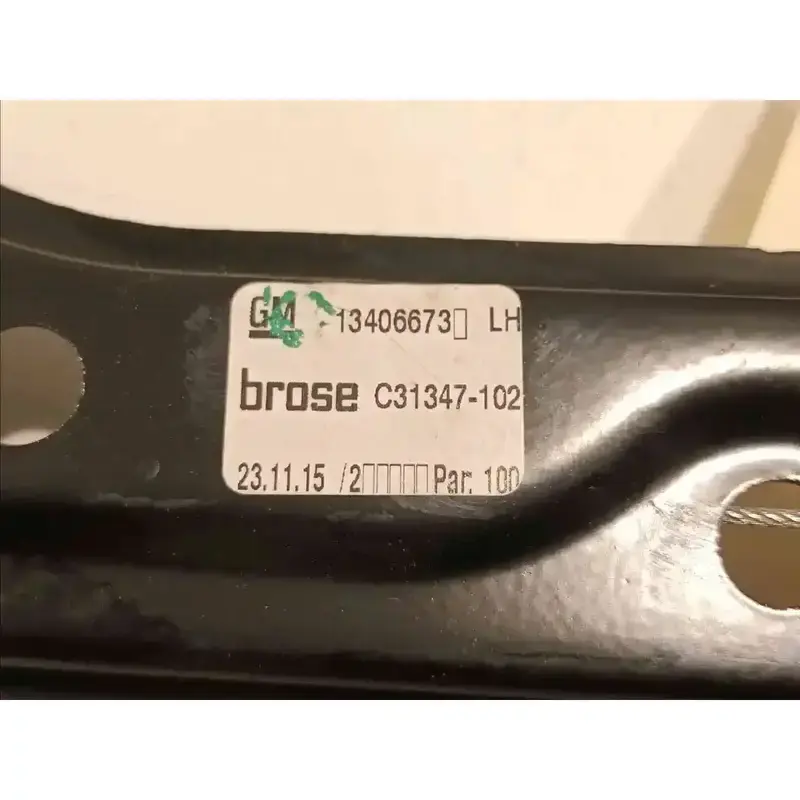 GM 13406673▯ LH
brose C31347-102
23.11.15 /2▯▯▯▯▯▯Par. 100